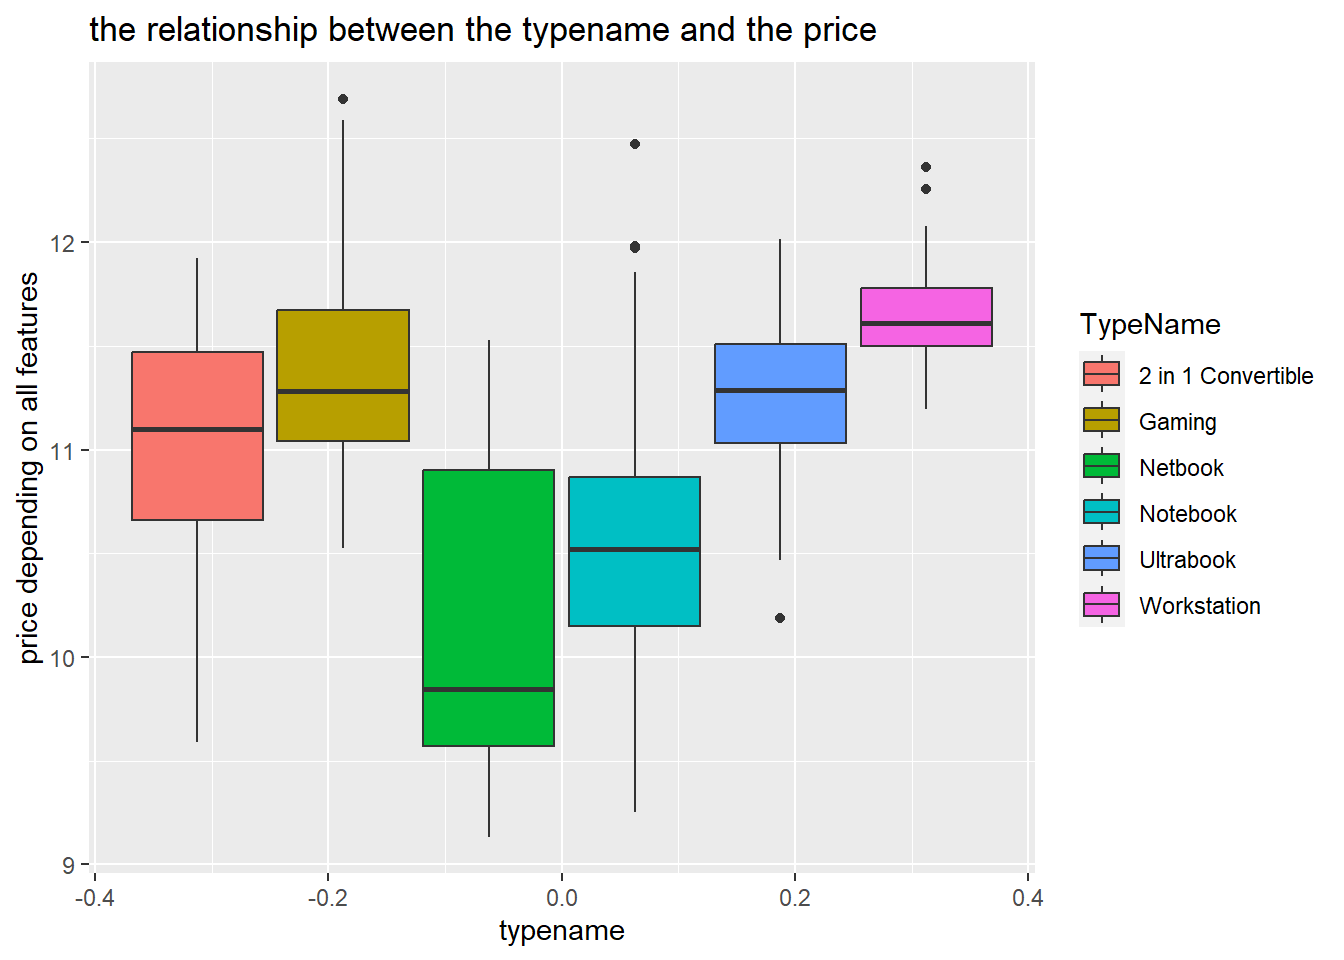 the relationship between the typename and the price
price depending on all features
12
11
10
9
-0.4
-0.2
0.0
0.2
0.4
typename
TypeName
2 in 1 Convertible
Gaming
Netbook
Notebook
Ultrabook
Workstation